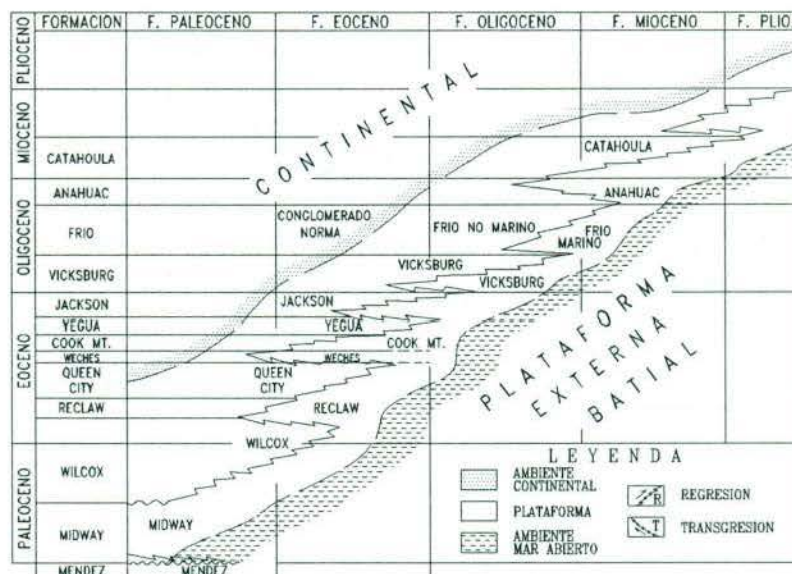 FORMACION
F. PALEOCENO
F. EOCENO
F. OLIGOCENO
F. MIOCENO
F. PLIO.
PLIOCENO
MIOCENO
OLIGOCENO
EOCENO
PALEOCENO
CATAHOULA
ANAHUAC
FRIO
VICKSBURG
JACKSON
YEGUA
COOK MT.
WECHES
QUEEN
CITY
RECLAW
WILCOX
MIDWAY
MENDEZ
CONTINENTAL
CATAHOULA
ANAHUAC
CONGLOMERADO
NORMA
FRIO NO MARINO
FRIO
MARINO
VICKSBURG
VICKSBURG
JACKSON
YEGUA
COOK MT.
WECHES
QUEEN
CITY
RECLAW
WILCOX
MIDWAY
MENDEZ
PLATAFORMA
EXTERNA
BATIAL
LEYENDA
AMBIENTE
CONTINENTAL
PLATAFORMA
AMBIENTE
MAR ABIERTO
R REGRESION
T TRANSGRESION